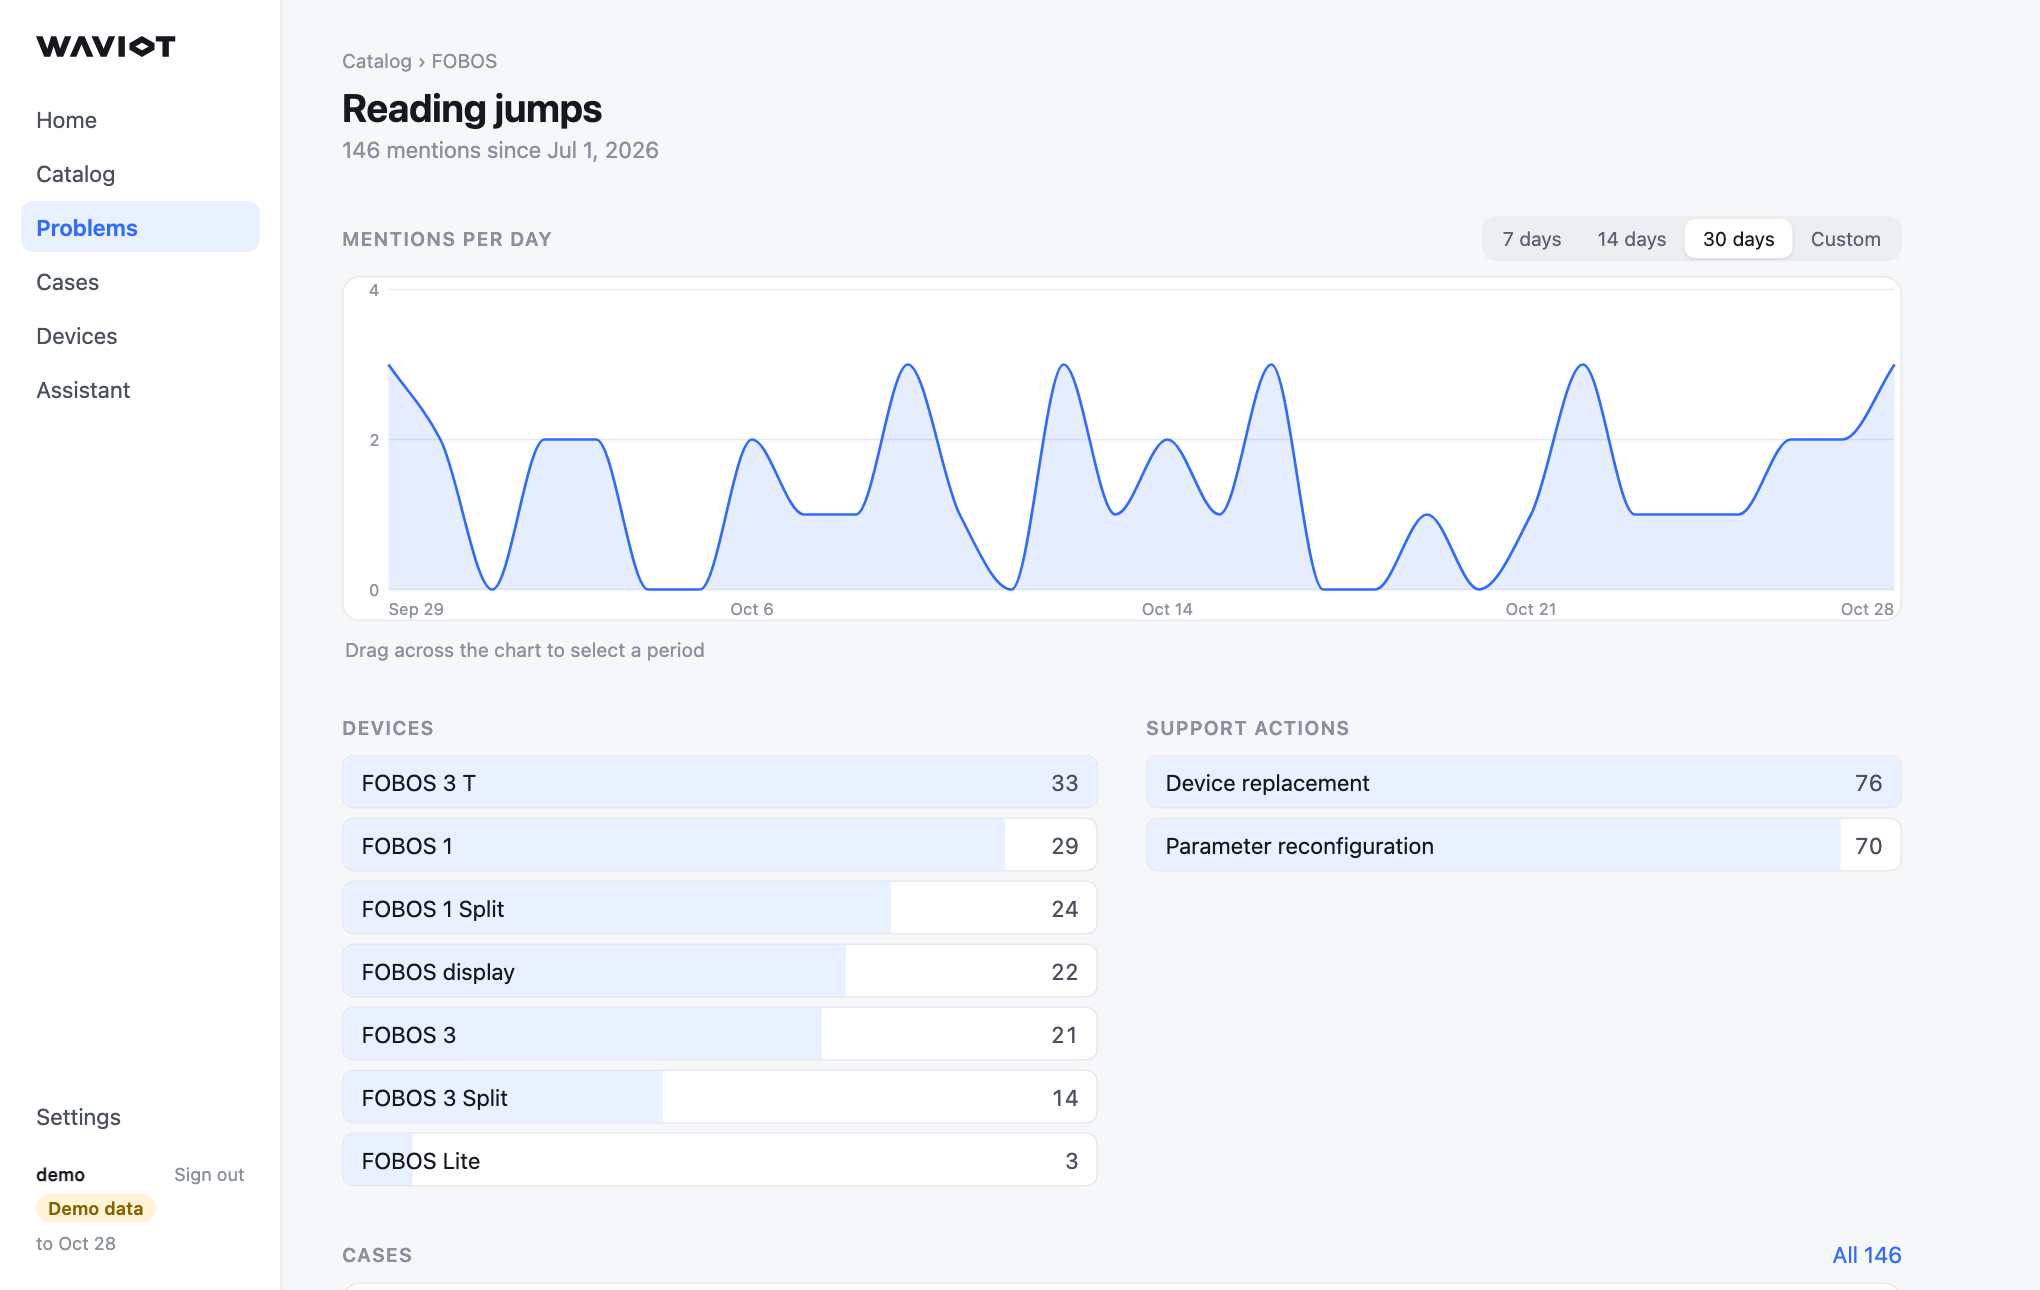 WAVIOT
Home
Catalog
Problems
Cases
Devices
Assistant
Settings
demo
Sign out
Demo data
to Oct 28
Catalog › FOBOS
Reading jumps
146 mentions since Jul 1, 2026
MENTIONS PER DAY
7 days 14 days 30 days Custom
4
2
0
Sep 29 Oct 6 Oct 14 Oct 21 Oct 28
Drag across the chart to select a period
DEVICES
FOBOS 3 T 33
FOBOS 1 29
FOBOS 1 Split 24
FOBOS display 22
FOBOS 3 21
FOBOS 3 Split 14
FOBOS Lite 3
SUPPORT ACTIONS
Device replacement 76
Parameter reconfiguration 70
CASES
All 146